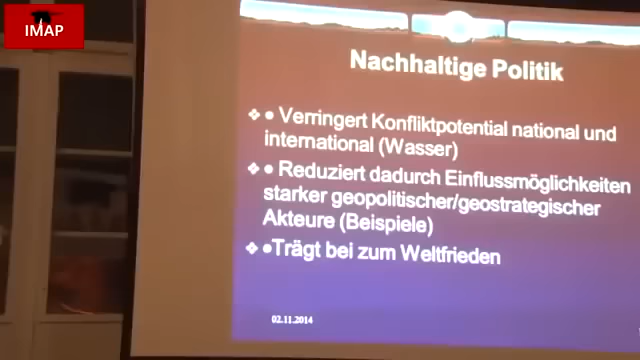 IMAP
Nachhaltige Politik
❖ • Verringert Konfliktpotential national und
international (Wasser)
❖ • Reduziert dadurch Einflussmöglichkeiten
starker geopolitischer/geostrategischer
Akteure (Beispiele)
❖ •Trägt bei zum Weltfrieden
02.11.2014